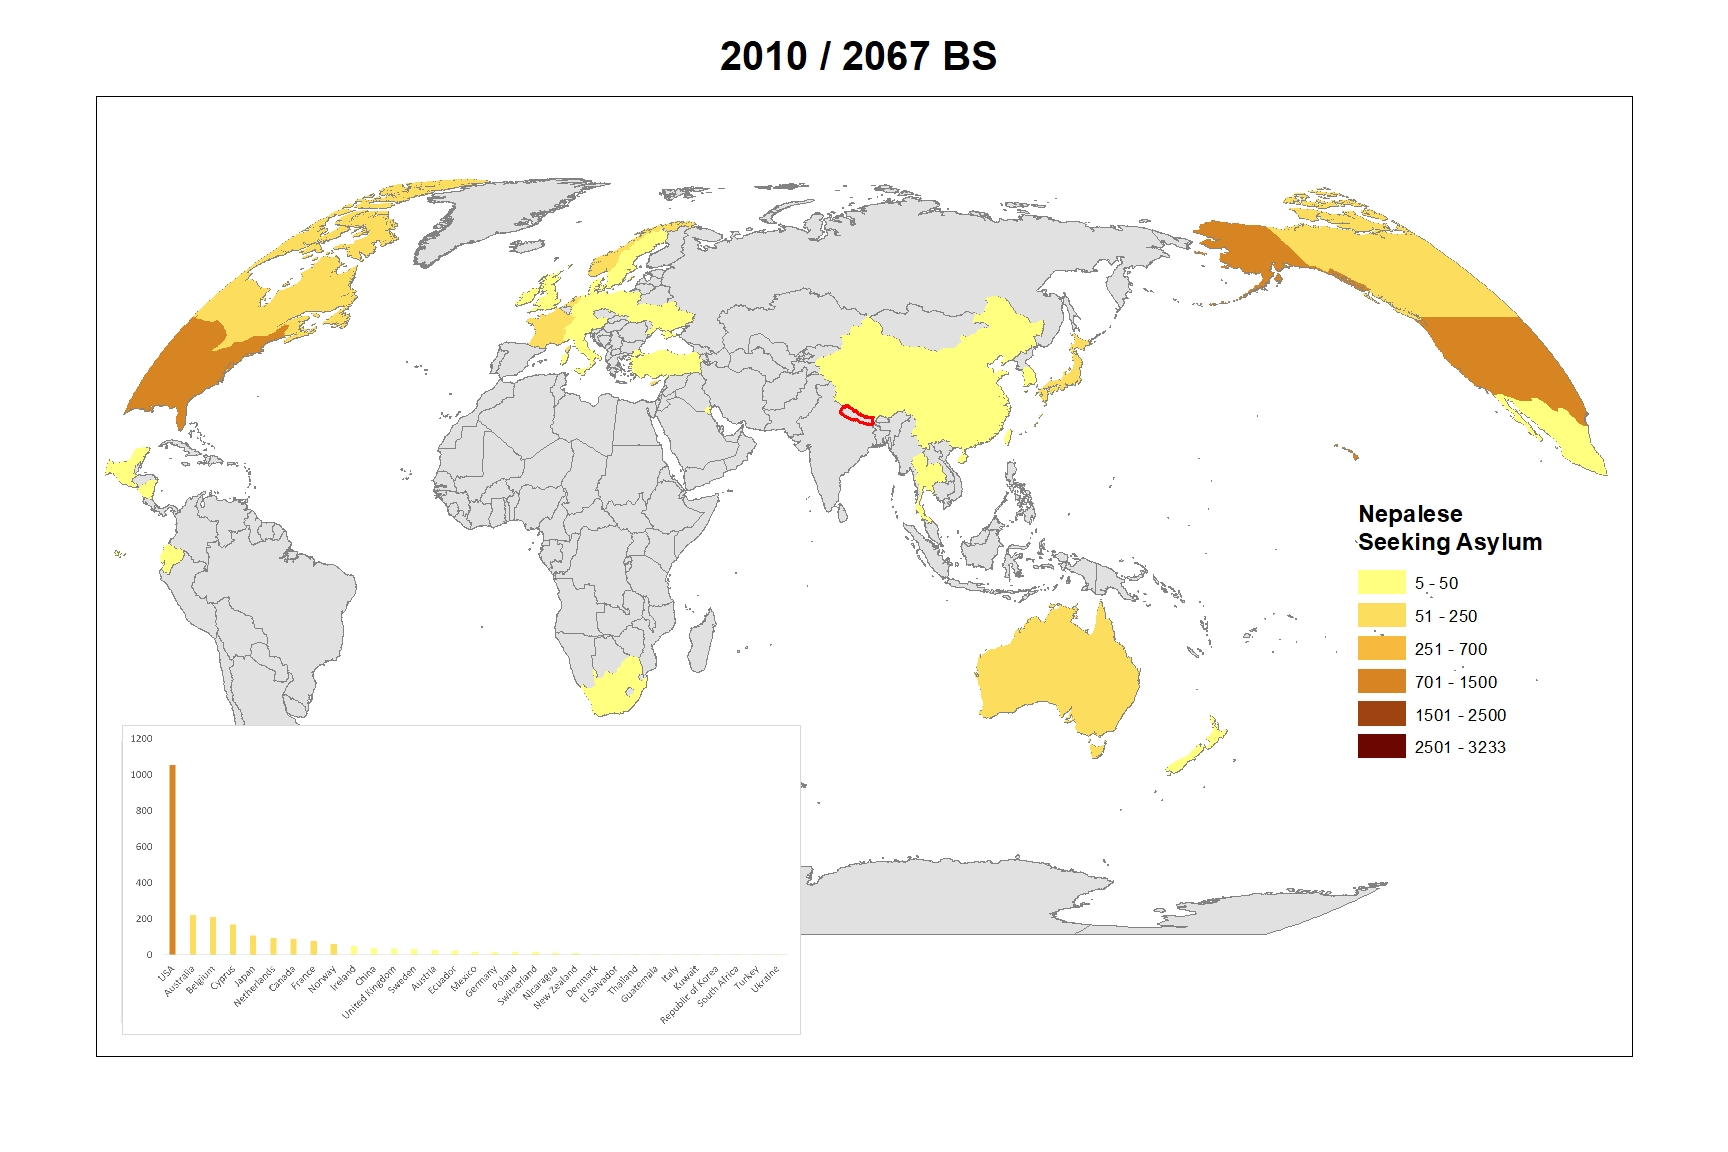 2010 / 2067 BS
Nepalese
Seeking Asylum
5 - 50
51 - 250
251 - 700
701 - 1500
1501 - 2500
2501 - 3233
1200
1000
800
600
400
200
0
USA
Australia
Belgium
Cyprus
Japan
Netherlands
Canada
France
Norway
Ireland
China
United Kingdom
Sweden
Austria
Ecuador
Mexico
Germany
Poland
Switzerland
Nicaragua
New Zealand
Denmark
El Salvador
Thailand
Guatemala
Italy
Kuwait
Republic of Korea
South Africa
Turkey
Ukraine